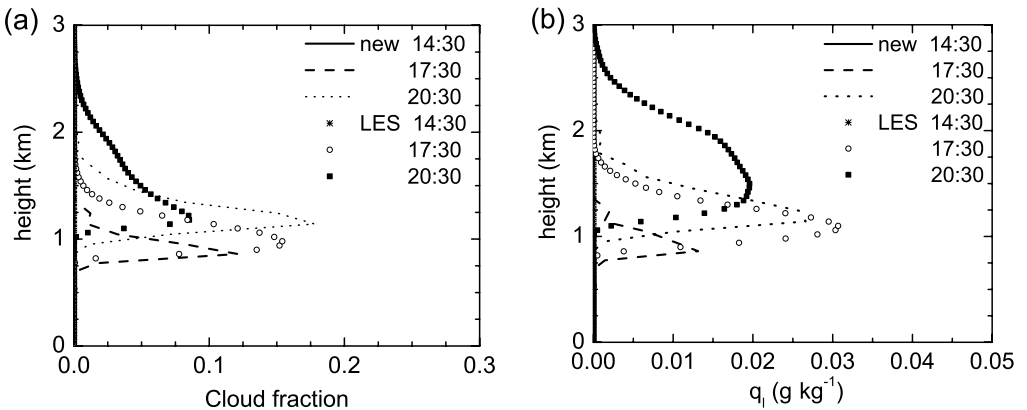 (a)
new 14:30
17:30
20:30
LES 14:30
17:30
20:30
height (km)
3
2
1
0
0.0 0.1 0.2 0.3
Cloud fraction
(b)
new 14:30
17:30
20:30
LES 14:30
17:30
20:30
height (km)
3
2
1
0
0.00 0.01 0.02 0.03 0.04 0.05
qₗ (g kg⁻¹)